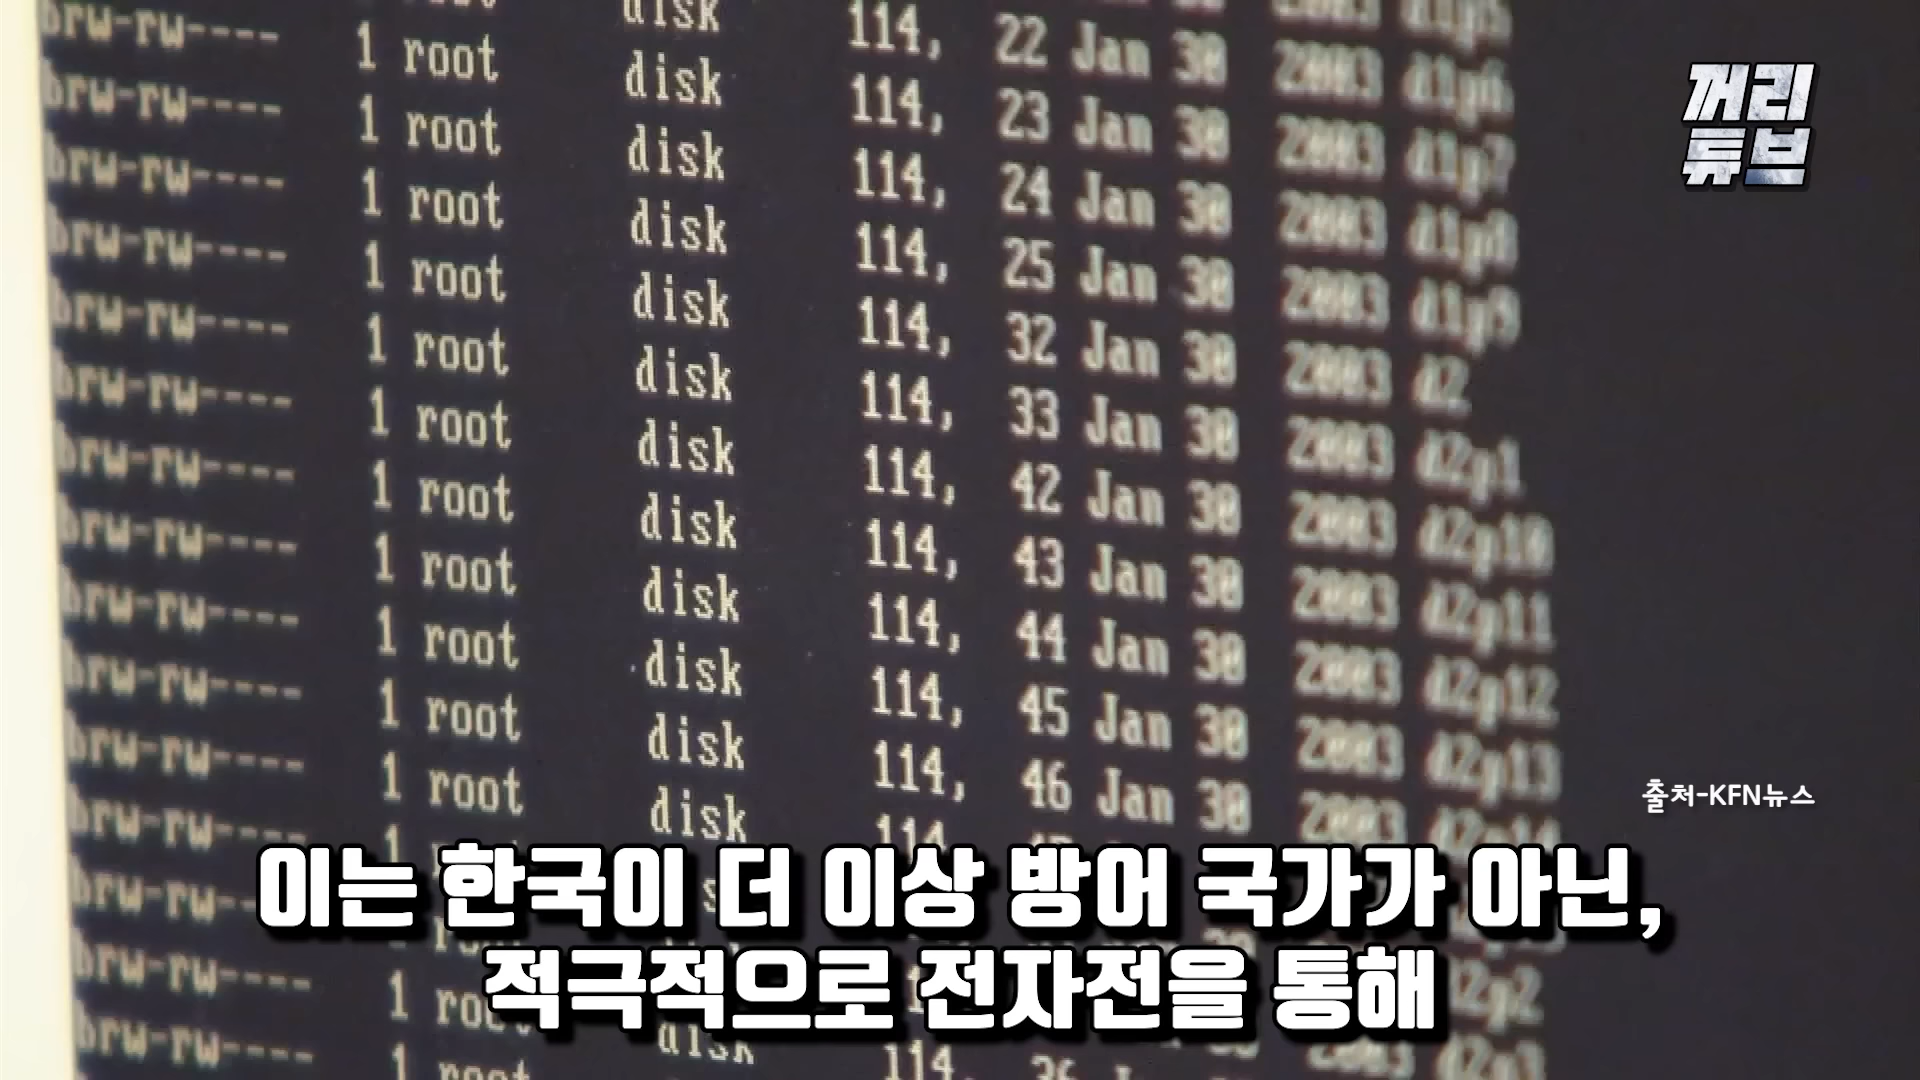 disk
brw-rw---- 1 root disk 114, 22 Jan 30 2003 d1p6
brw-rw---- 1 root disk 114, 23 Jan 30 2003 d1p7
brw-rw---- 1 root disk 114, 24 Jan 30 2003 d1p8
brw-rw---- 1 root disk 114, 25 Jan 30 2003 d1p9
brw-rw---- 1 root disk 114, 32 Jan 30 2003 d2
brw-rw---- 1 root disk 114, 33 Jan 30 2003 d2p1
brw-rw---- 1 root disk 114, 42 Jan 30 2003 d2p10
brw-rw---- 1 root disk 114, 43 Jan 30 2003 d2p11
brw-rw---- 1 root disk 114, 44 Jan 30 2003 d2p12
brw-rw---- 1 root disk 114, 45 Jan 30 2003 d2p13
brw-rw---- 1 root disk 114, 46 Jan 30 2003
꺼리
튜브
출처-KFN뉴스
이는 한국이 더 이상 방어 국가가 아닌,
적극적으로 전자전을 통해